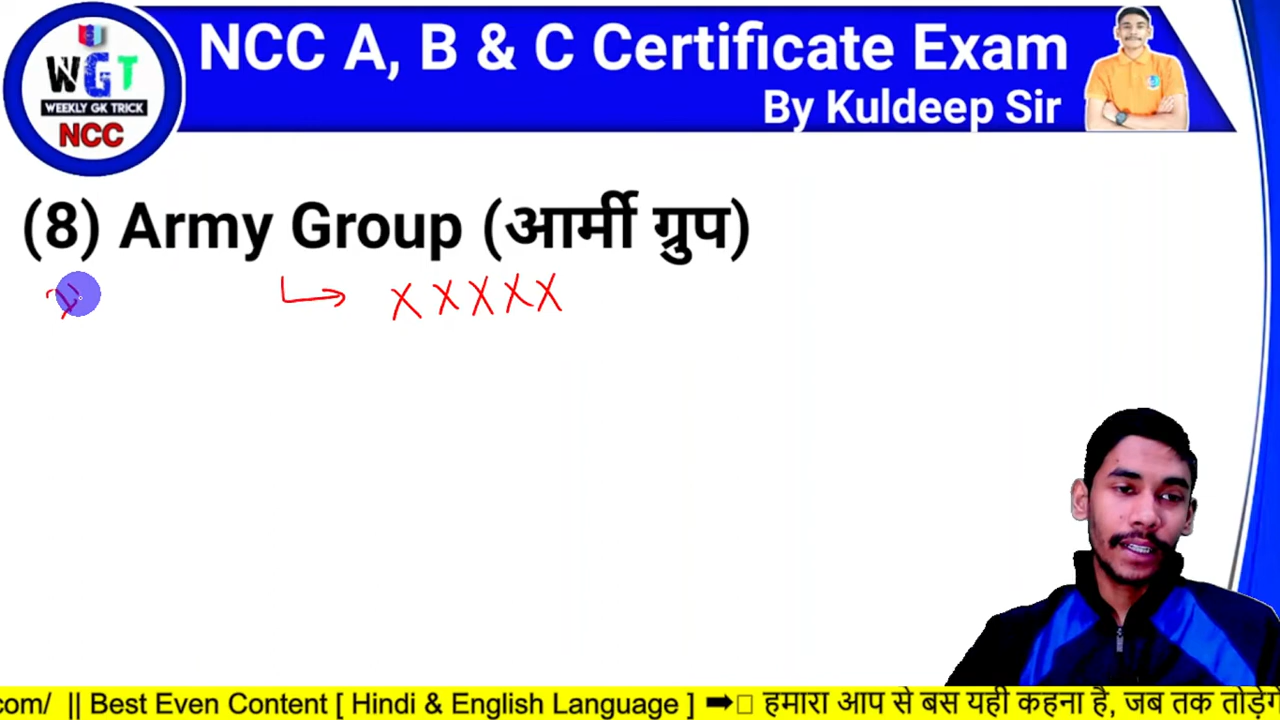 WGT
WEEKLY GK TRICK
NCC
NCC A, B & C Certificate Exam
By Kuldeep Sir
(8) Army Group (आर्मी ग्रुप)
X X X X X
com/ || Best Even Content [ Hindi & English Language ] ➡ हमारा आप से बस यही कहना है, जब तक तोड़ेग